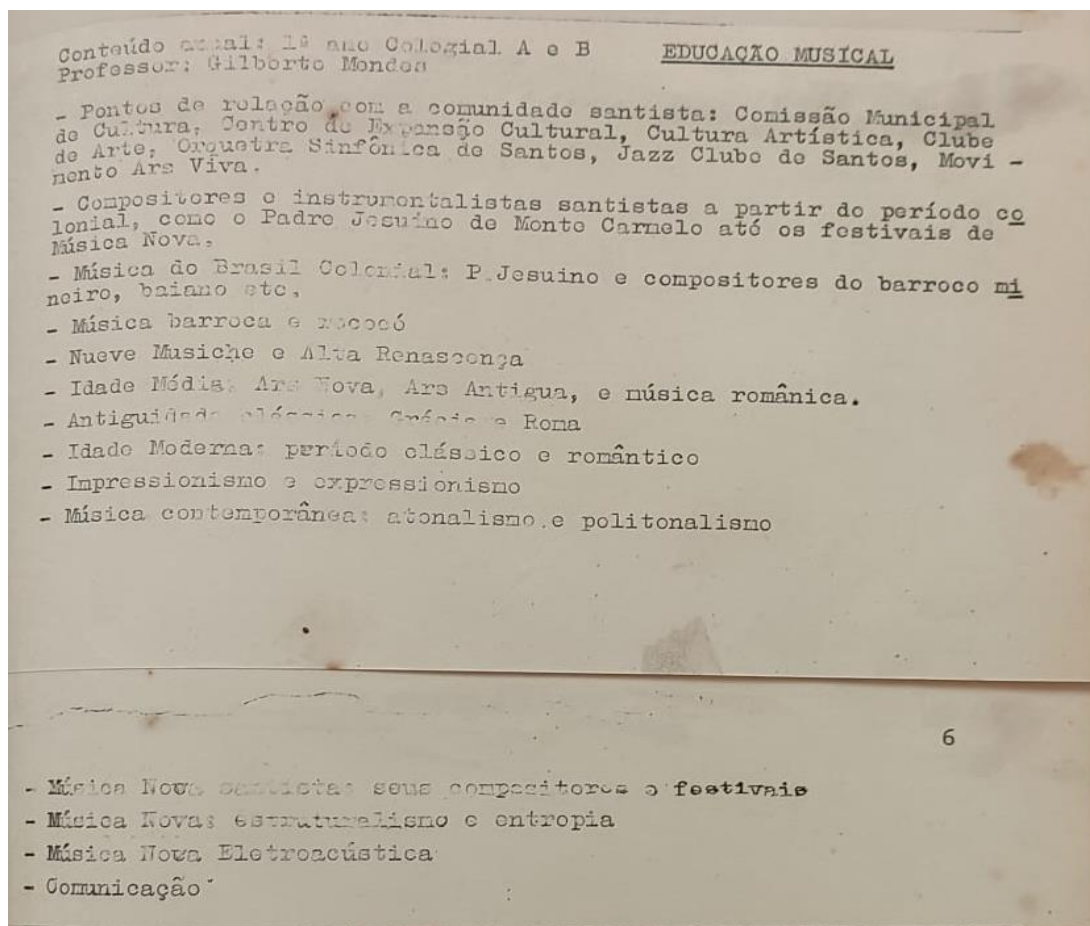 Conteúdo anual: 1º ano Colegial A e B EDUCAÇÃO MUSICAL
Professor: Gilberto Mendes
- Pontos de relação com a comunidade santista: Comissão Municipal
de Cultura, Centro de Expansão Cultural, Cultura Artística, Clube
de Arte, Orquetra Sinfônica de Santos, Jazz Clube de Santos, Movi -
mento Ars Viva.
- Compositores e instrumentalistas santistas a partir do período co
lonial, como o Padre Jesuino de Monte Carmelo até os festivais de
Música Nova.
- Música do Brasil Colonial: P.Jesuino e compositores do barroco mi
neiro, baiano etc.
- Música barroca e rococó
- Nueve Musiche e Alta Renascença
- Idade Média: Ars Nova, Ars Antigua, e música românica.
- Antiguidade clássica: Grécia e Roma
- Idade Moderna: período clássico e romântico
- Impressionismo e expressionismo
- Música contemporânea: atonalismo e politonalismo
6
- Música Nova santista: seus compositores e festivais
- Música Nova: estruturalismo e entropia
- Música Nova Eletroacústica
- Comunicação